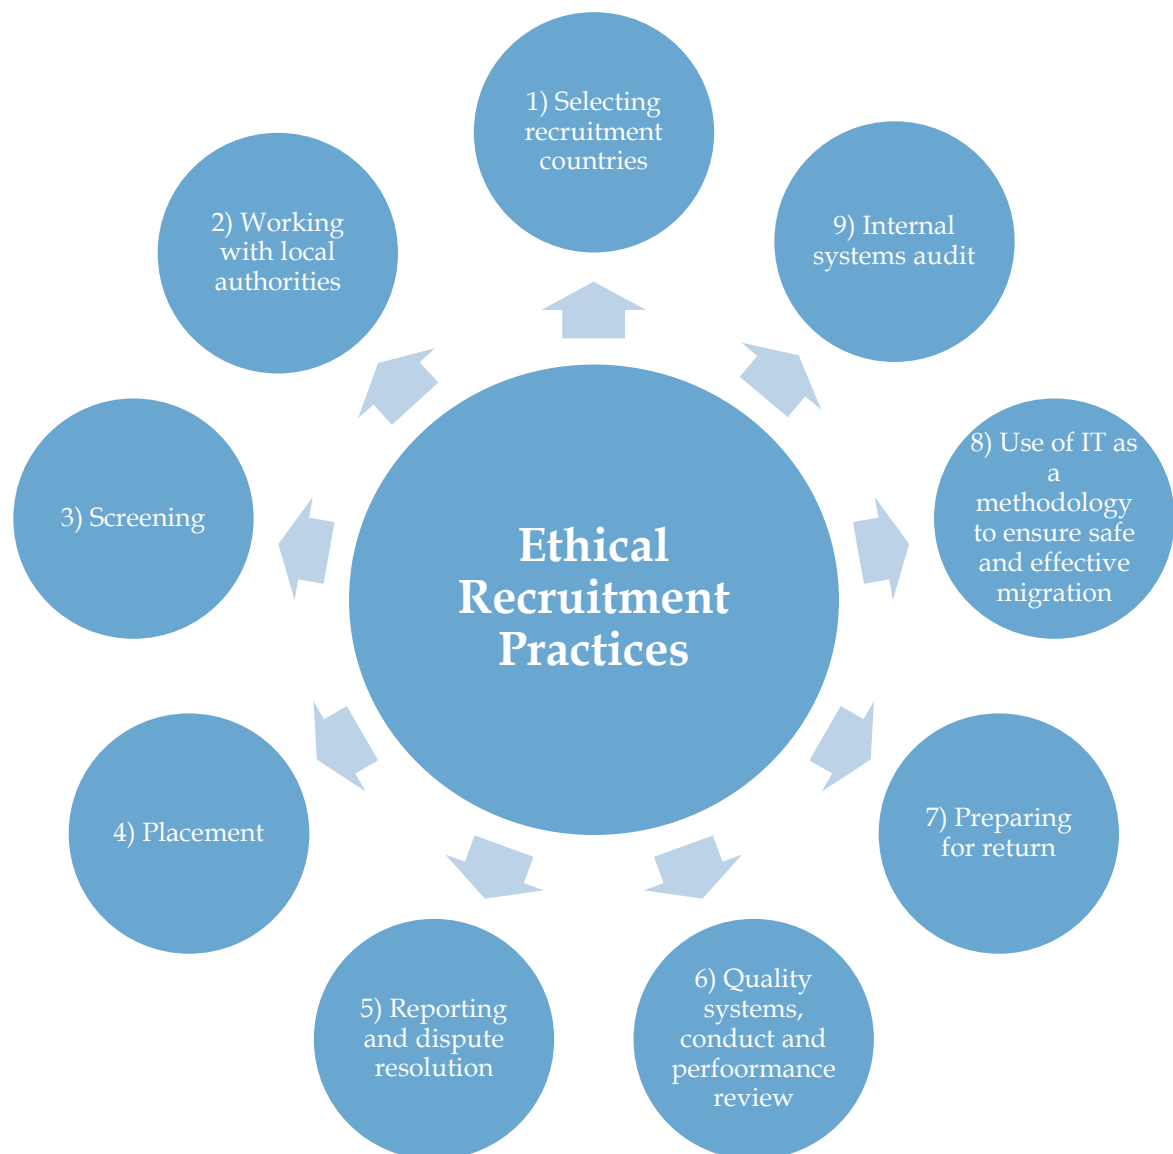 1) Selecting
recruitment
countries
2) Working
with local
authorities
3) Screening
4) Placement
5) Reporting
and dispute
resolution
6) Quality
systems,
conduct and
perfoormance
review
7) Preparing
for return
8) Use of IT as
a
methodology
to ensure safe
and effective
migration
9) Internal
systems audit
Ethical
Recruitment
Practices